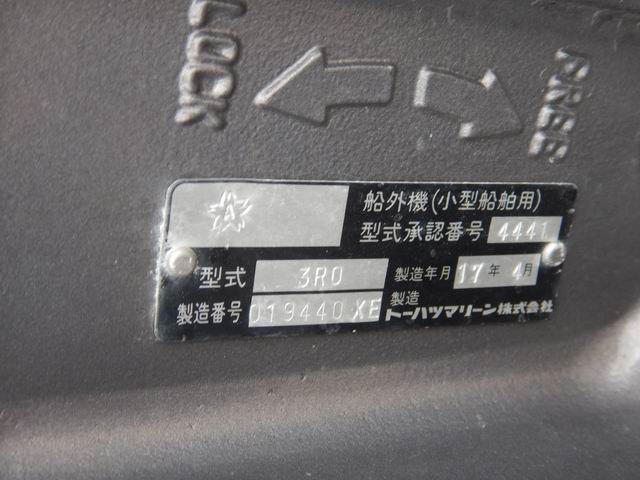 LOCK
FREE
船外機(小型船舶用)
型式承認番号 4441
型式 3R0 製造年月 17年 4月
製造番号 019440 XE 製造 トーハツマリーン株式会社